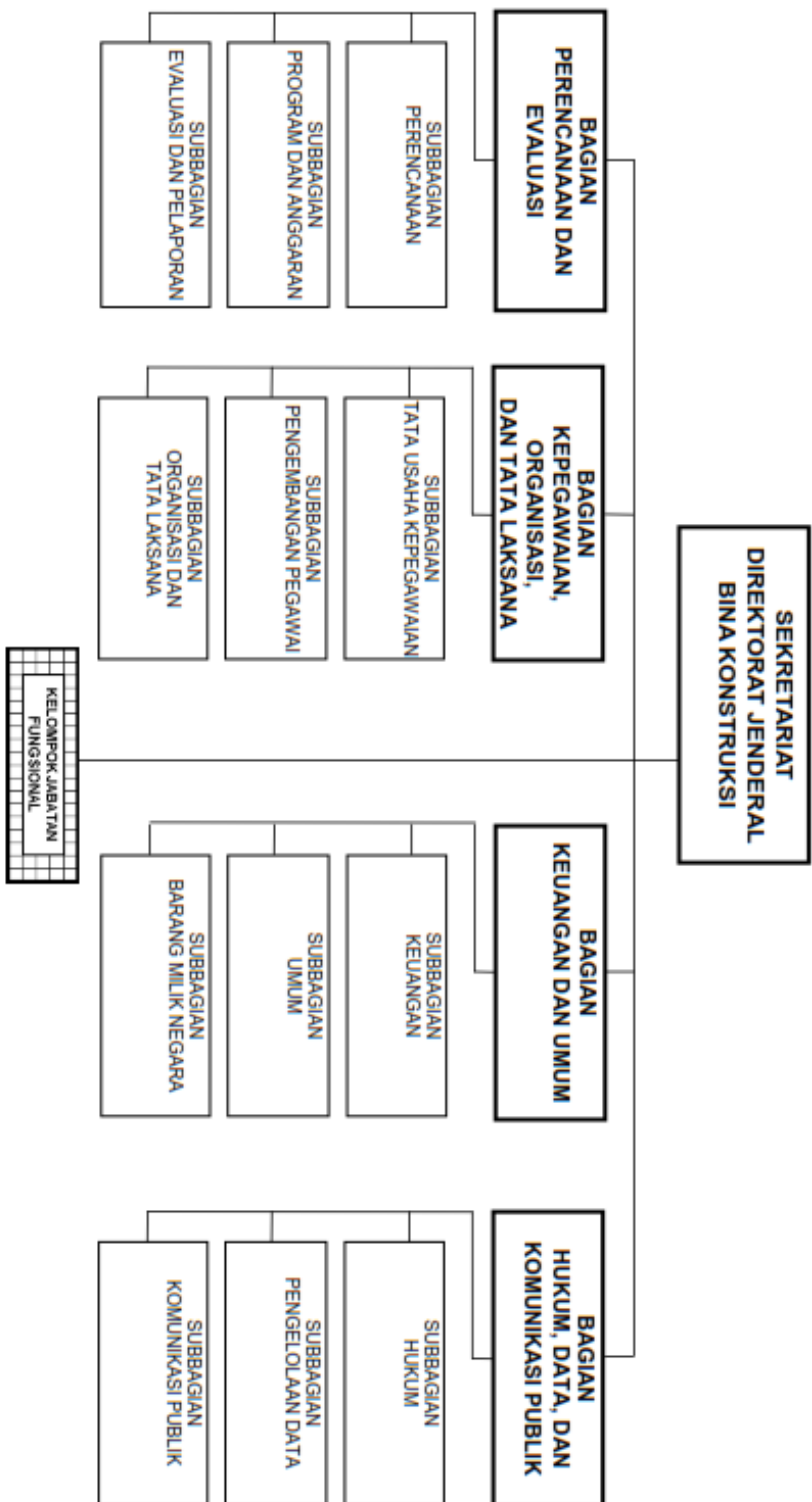 SEKRETARIAT
DIREKTORAT JENDERAL
BINA KONSTRUKSI
BAGIAN
PERENCANAAN DAN
EVALUASI
SUBBAGIAN
PERENCANAAN
SUBBAGIAN
PROGRAM DAN ANGGARAN
SUBBAGIAN
EVALUASI DAN PELAPORAN
BAGIAN
KEPEGAWAIAN,
ORGANISASI,
DAN TATA LAKSANA
SUBBAGIAN
TATA USAHA KEPEGAWAIAN
SUBBAGIAN
PENGEMBANGAN PEGAWAI
SUBBAGIAN
ORGANISASI DAN
TATA LAKSANA
BAGIAN
KEUANGAN DAN UMUM
SUBBAGIAN
KEUANGAN
SUBBAGIAN
UMUM
SUBBAGIAN
BARANG MILIK NEGARA
BAGIAN
HUKUM, DATA, DAN
KOMUNIKASI PUBLIK
SUBBAGIAN
HUKUM
SUBBAGIAN
PENGELOLAAN DATA
SUBBAGIAN
KOMUNIKASI PUBLIK
KELOMPOK JABATAN
FUNGSIONAL